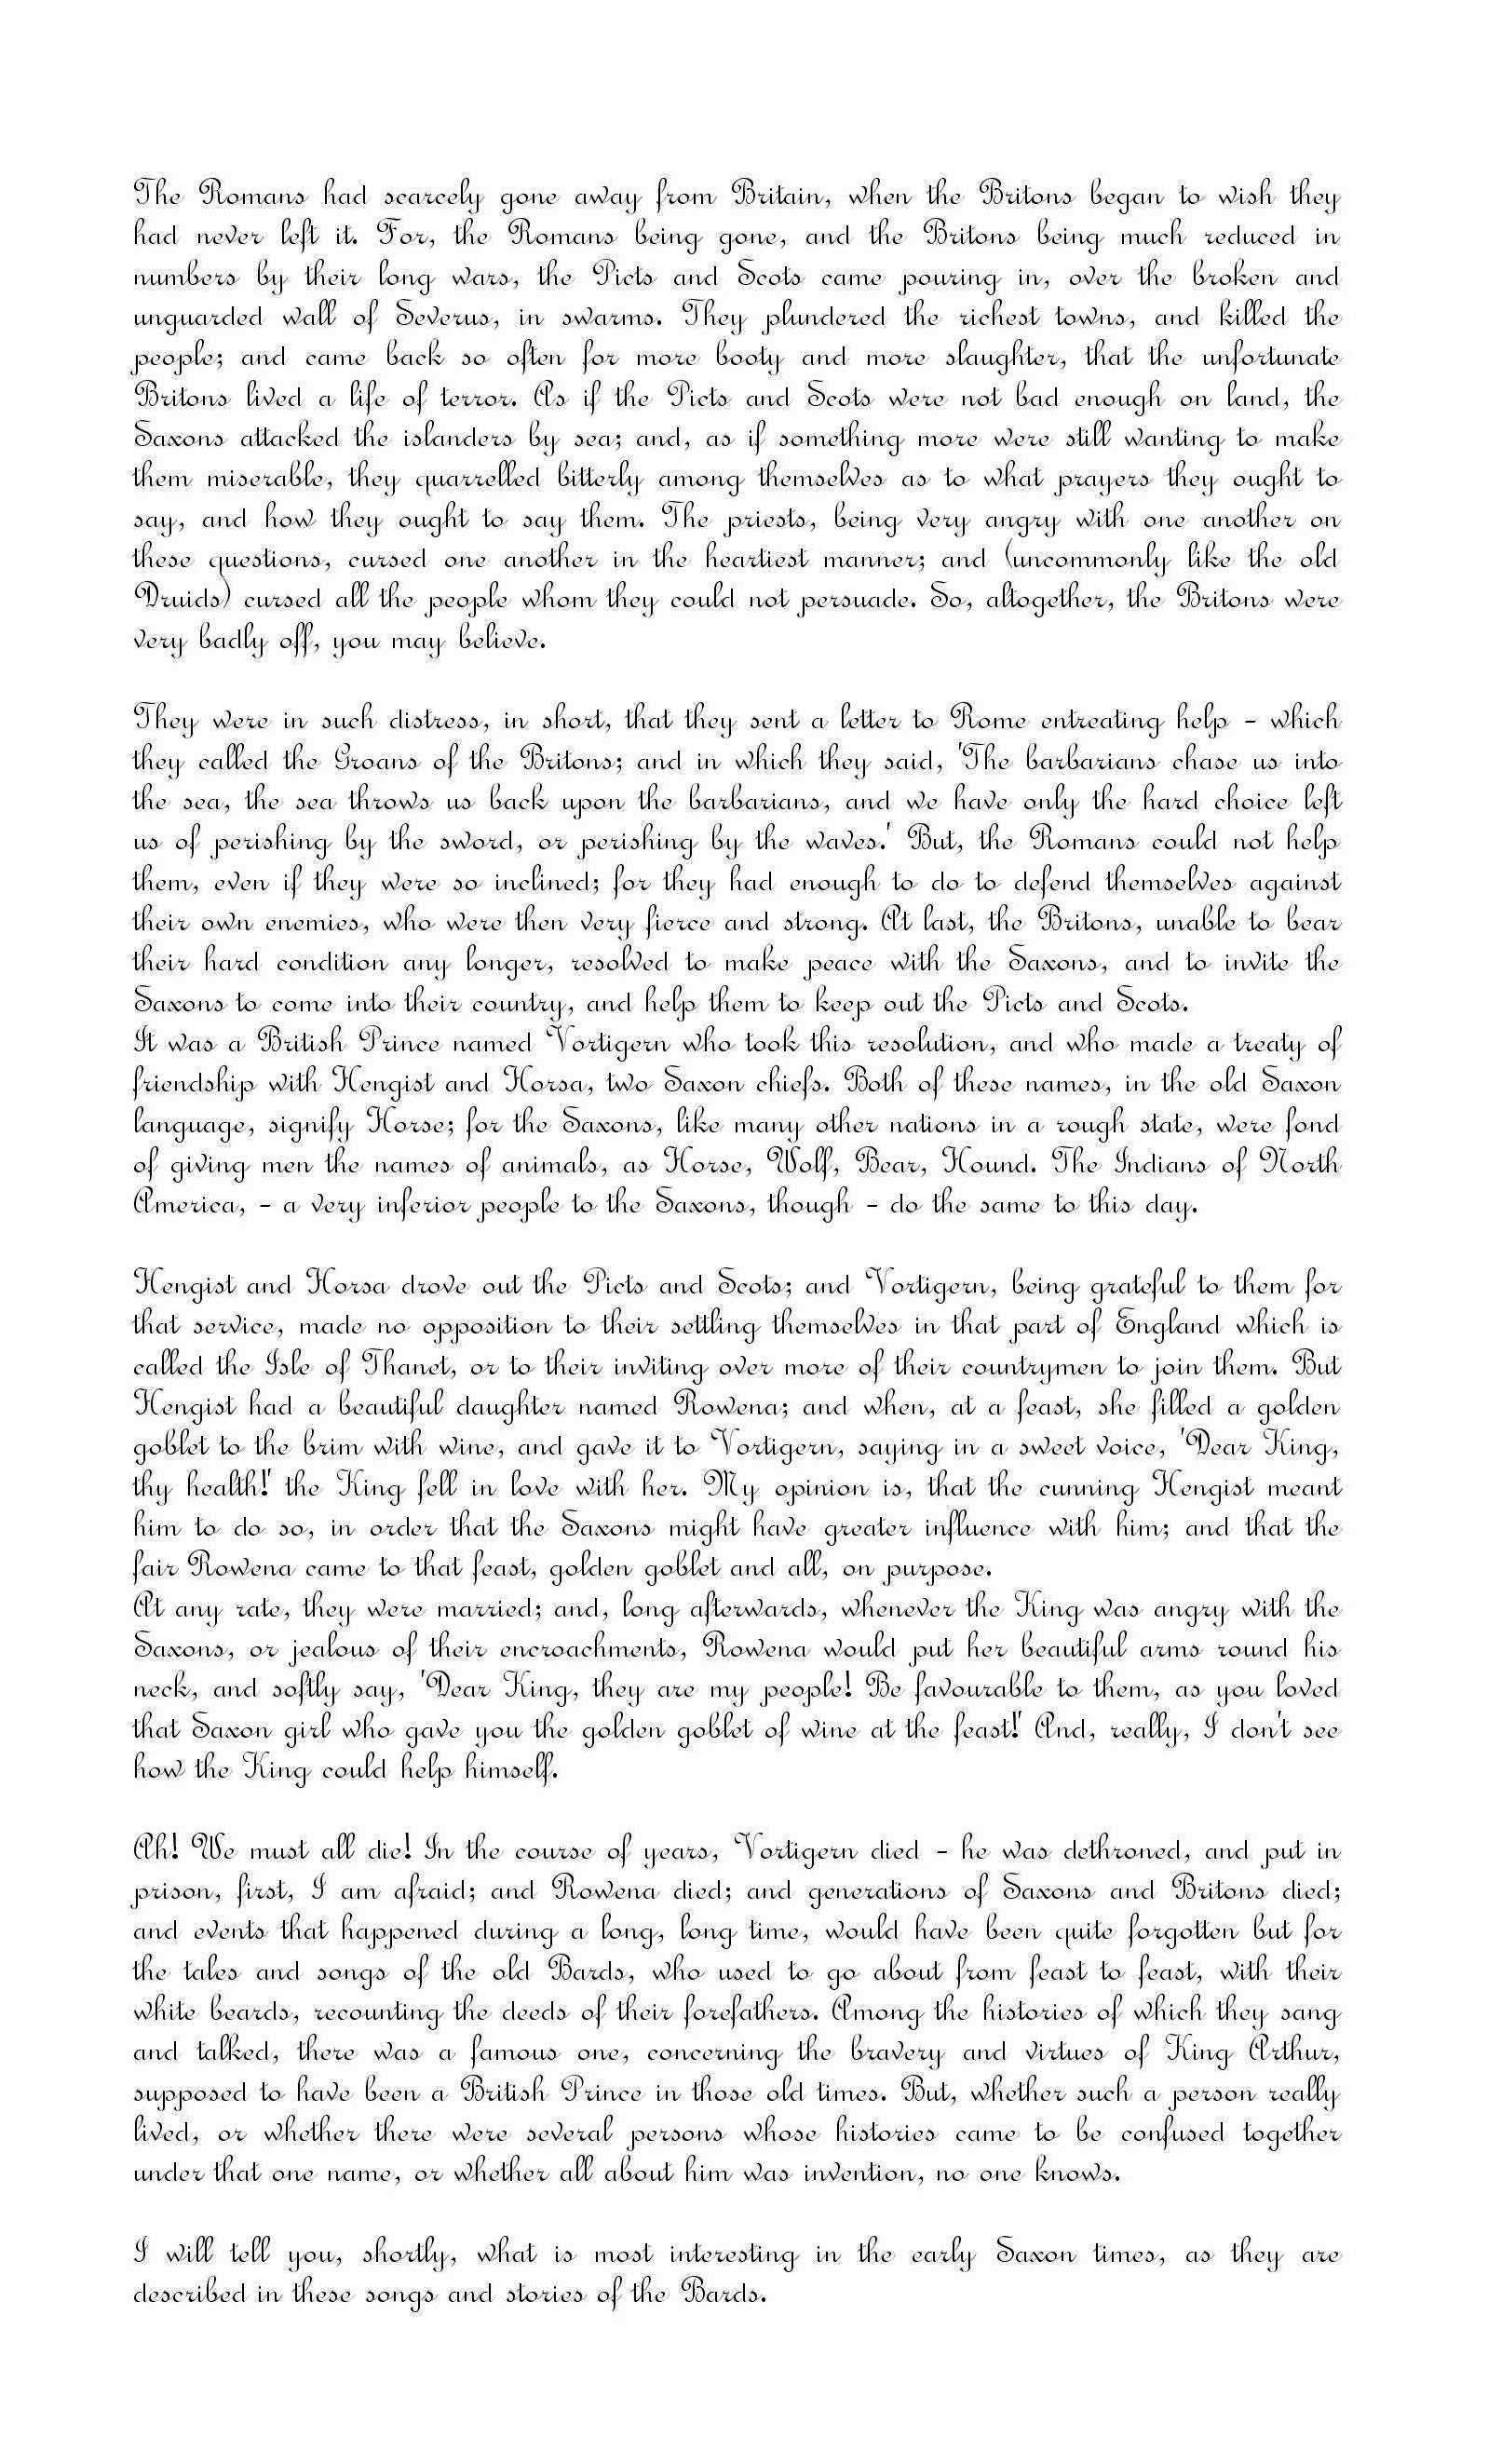 The Romans had scarcely gone away from Britain, when the Britons began to wish they
had never left it. For, the Romans being gone, and the Britons being much reduced in
numbers by their long wars, the Picts and Scots came pouring in, over the broken and
unguarded wall of Severus, in swarms. They plundered the richest towns, and killed the
people; and came back so often for more booty and more slaughter, that the unfortunate
Britons lived a life of terror. As if the Picts and Scots were not bad enough on land, the
Saxons attacked the islanders by sea; and, as if something more were still wanting to make
them miserable, they quarrelled bitterly among themselves as to what prayers they ought to
say, and how they ought to say them. The priests, being very angry with one another on
these questions, cursed one another in the heartiest manner; and (uncommonly like the old
Druids) cursed all the people whom they could not persuade. So, altogether, the Britons were
very badly off, you may believe.

They were in such distress, in short, that they sent a letter to Rome entreating help - which
they called the Groans of the Britons; and in which they said, 'The barbarians chase us into
the sea, the sea throws us back upon the barbarians, and we have only the hard choice left
us of perishing by the sword, or perishing by the waves.' But, the Romans could not help
them, even if they were so inclined; for they had enough to do to defend themselves against
their own enemies, who were then very fierce and strong. At last, the Britons, unable to bear
their hard condition any longer, resolved to make peace with the Saxons, and to invite the
Saxons to come into their country, and help them to keep out the Picts and Scots.
It was a British Prince named Vortigern who took this resolution, and who made a treaty of
friendship with Hengist and Horsa, two Saxon chiefs. Both of these names, in the old Saxon
language, signify Horse; for the Saxons, like many other nations in a rough state, were fond
of giving men the names of animals, as Horse, Wolf, Bear, Hound. The Indians of North
America, - a very inferior people to the Saxons, though - do the same to this day.

Hengist and Horsa drove out the Picts and Scots; and Vortigern, being grateful to them for
that service, made no opposition to their settling themselves in that part of England which is
called the Isle of Thanet, or to their inviting over more of their countrymen to join them. But
Hengist had a beautiful daughter named Rowena; and when, at a feast, she filled a golden
goblet to the brim with wine, and gave it to Vortigern, saying in a sweet voice, 'Dear King,
thy health!' the King fell in love with her. My opinion is, that the cunning Hengist meant
him to do so, in order that the Saxons might have greater influence with him; and that the
fair Rowena came to that feast, golden goblet and all, on purpose.
At any rate, they were married; and, long afterwards, whenever the King was angry with the
Saxons, or jealous of their encroachments, Rowena would put her beautiful arms round his
neck, and softly say, 'Dear King, they are my people! Be favourable to them, as you loved
that Saxon girl who gave you the golden goblet of wine at the feast!' And, really, I don't see
how the King could help himself.

Ah! We must all die! In the course of years, Vortigern died - he was dethroned, and put in
prison, first, I am afraid; and Rowena died; and generations of Saxons and Britons died;
and events that happened during a long, long time, would have been quite forgotten but for
the tales and songs of the old Bards, who used to go about from feast to feast, with their
white beards, recounting the deeds of their forefathers. Among the histories of which they sang
and talked, there was a famous one, concerning the bravery and virtues of King Arthur,
supposed to have been a British Prince in those old times. But, whether such a person really
lived, or whether there were several persons whose histories came to be confused together
under that one name, or whether all about him was invention, no one knows.

I will tell you, shortly, what is most interesting in the early Saxon times, as they are
described in these songs and stories of the Bards.